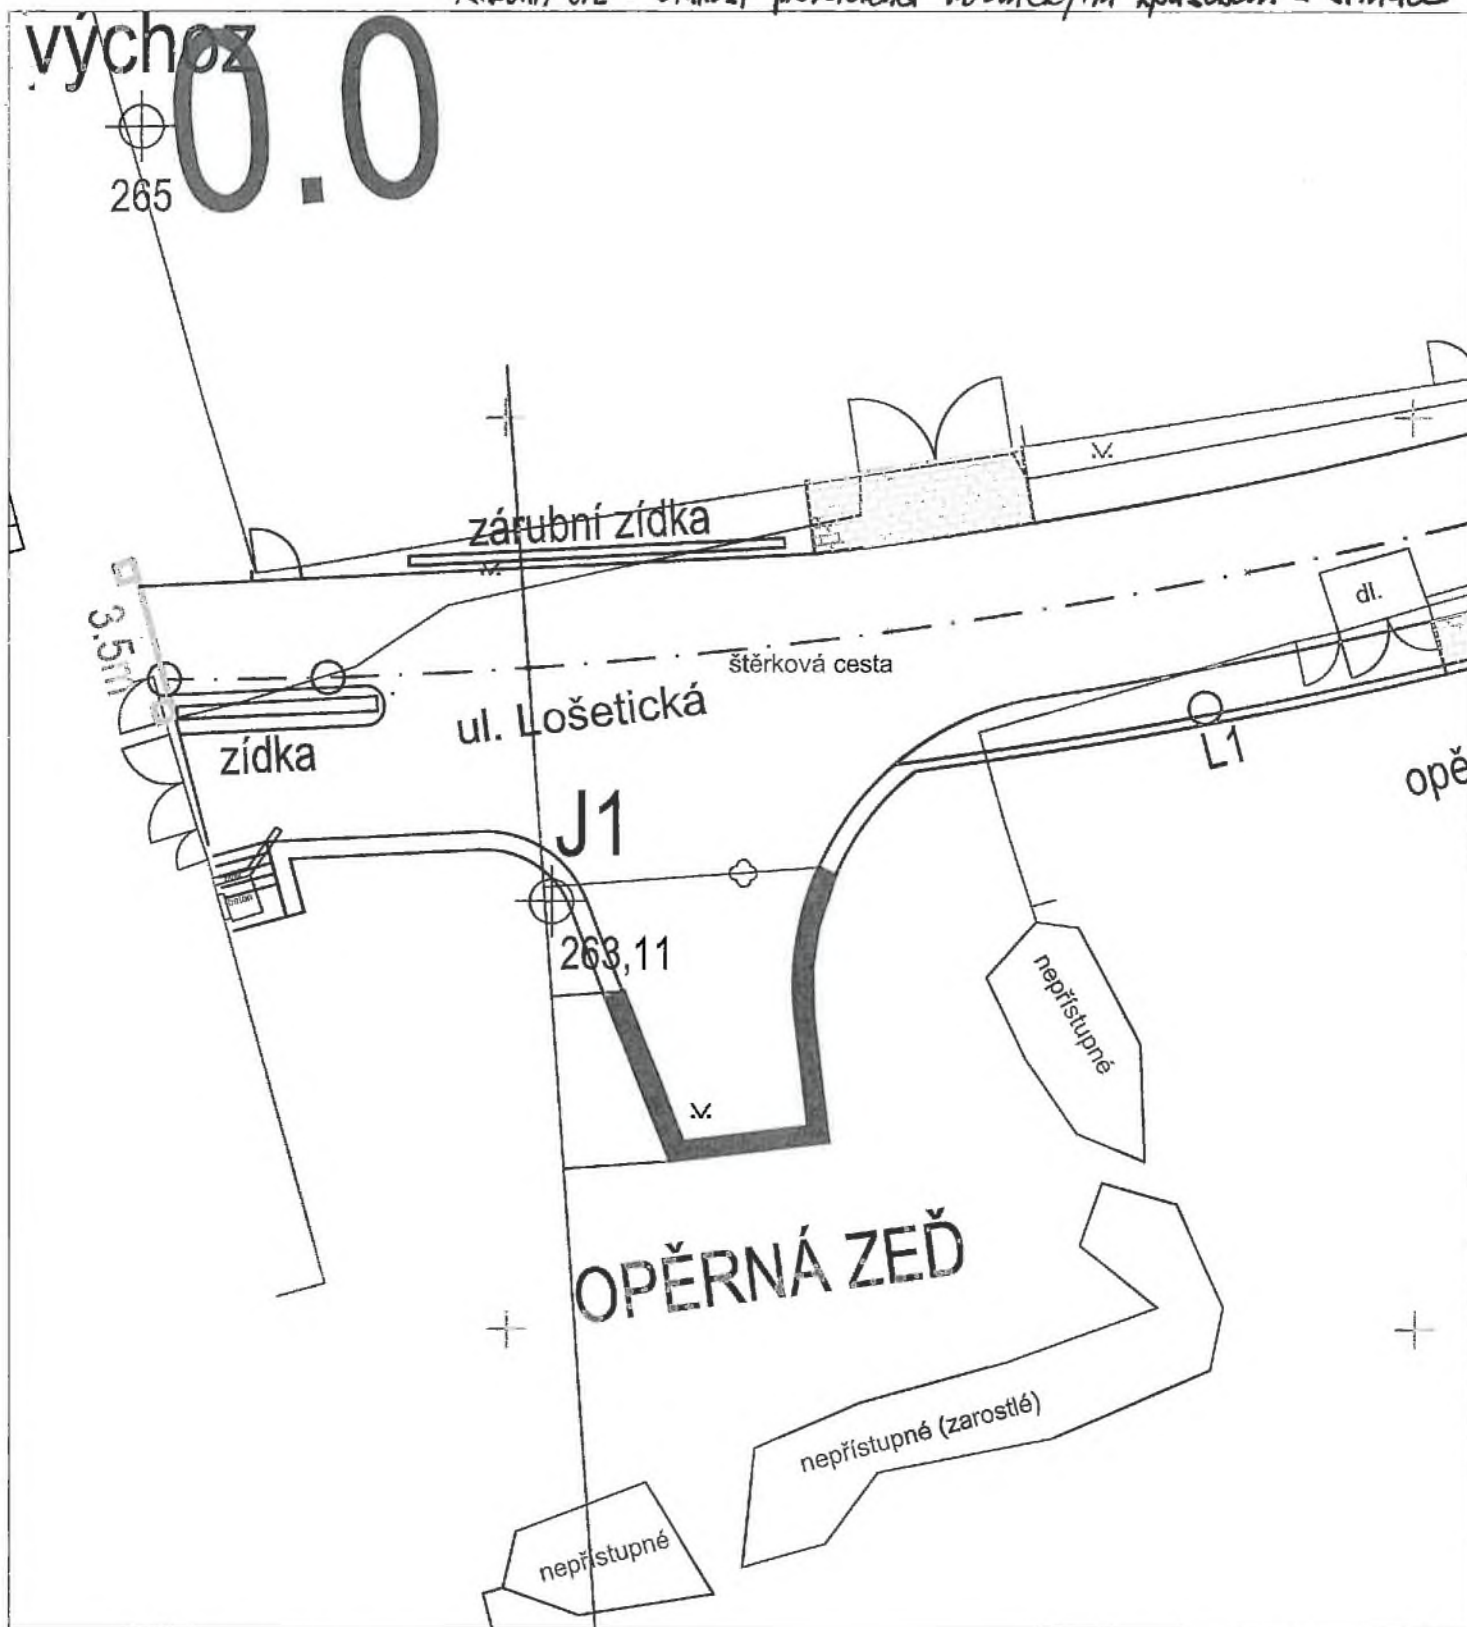 výchoz
0.0
265
zárubní zídka
3.5m
štěrková cesta
dl.
ul. Lošetická
zídka
L1
opě
J1
263,11
nepřístupné
OPĚRNÁ ZEĎ
nepřístupné (zarostlé)
nepřístupné